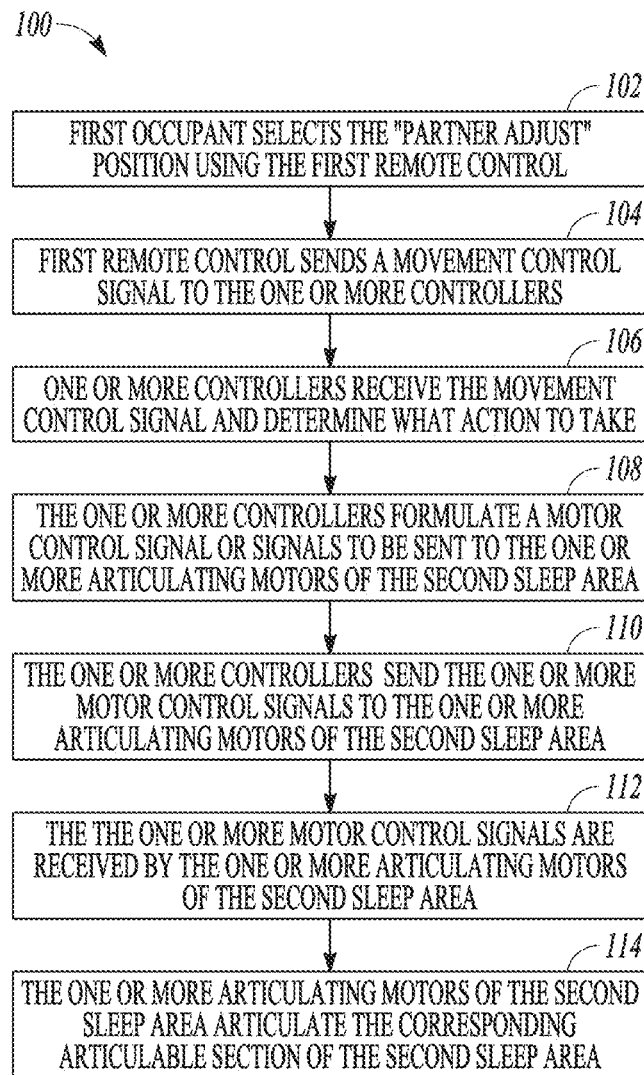 100
102
FIRST OCCUPANT SELECTS THE "PARTNER ADJUST"
POSITION USING THE FIRST REMOTE CONTROL
104
FIRST REMOTE CONTROL SENDS A MOVEMENT CONTROL
SIGNAL TO THE ONE OR MORE CONTROLLERS
106
ONE OR MORE CONTROLLERS RECEIVE THE MOVEMENT
CONTROL SIGNAL AND DETERMINE WHAT ACTION TO TAKE
108
THE ONE OR MORE CONTROLLERS FORMULATE A MOTOR
CONTROL SIGNAL OR SIGNALS TO BE SENT TO THE ONE OR
MORE ARTICULATING MOTORS OF THE SECOND SLEEP AREA
110
THE ONE OR MORE CONTROLLERS SEND THE ONE OR MORE
MOTOR CONTROL SIGNALS TO THE ONE OR MORE
ARTICULATING MOTORS OF THE SECOND SLEEP AREA
112
THE THE ONE OR MORE MOTOR CONTROL SIGNALS ARE
RECEIVED BY THE ONE OR MORE ARTICULATING MOTORS
OF THE SECOND SLEEP AREA
114
THE ONE OR MORE ARTICULATING MOTORS OF THE SECOND
SLEEP AREA ARTICULATE THE CORRESPONDING
ARTICULABLE SECTION OF THE SECOND SLEEP AREA